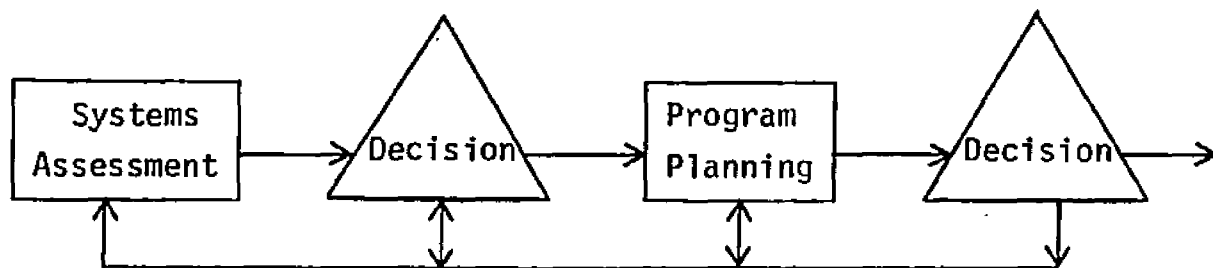 Systems
Assessment
Decision
Program
Planning
Decision